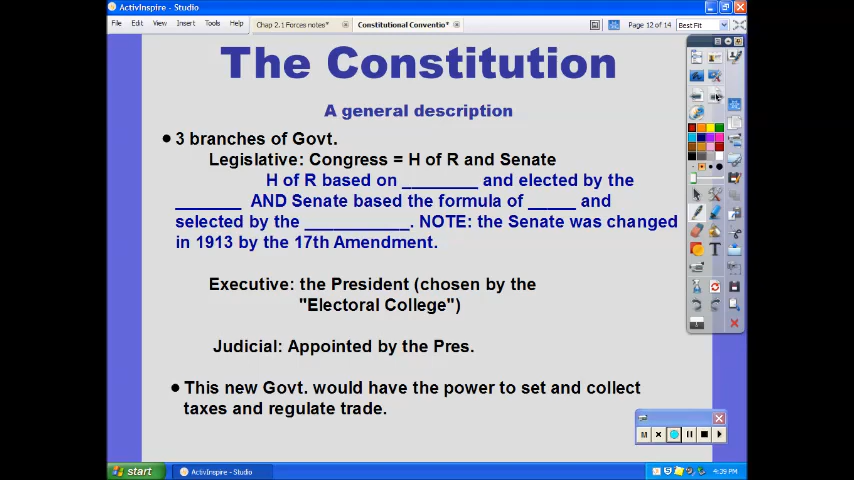 ActivInspire - Studio
File Edit View Insert Tools Help
Chap 2.1 Forces notes* Constitutional Conventio* Page 12 of 14 Best Fit
The Constitution
A general description
● 3 branches of Govt.
Legislative: Congress = H of R and Senate
H of R based on ________ and elected by the
_______ AND Senate based the formula of _____ and
selected by the ___________. NOTE: the Senate was changed
in 1913 by the 17th Amendment.
Executive: the President (chosen by the
"Electoral College")
Judicial: Appointed by the Pres.
● This new Govt. would have the power to set and collect
taxes and regulate trade.
start ActivInspire - Studio 4:39 PM